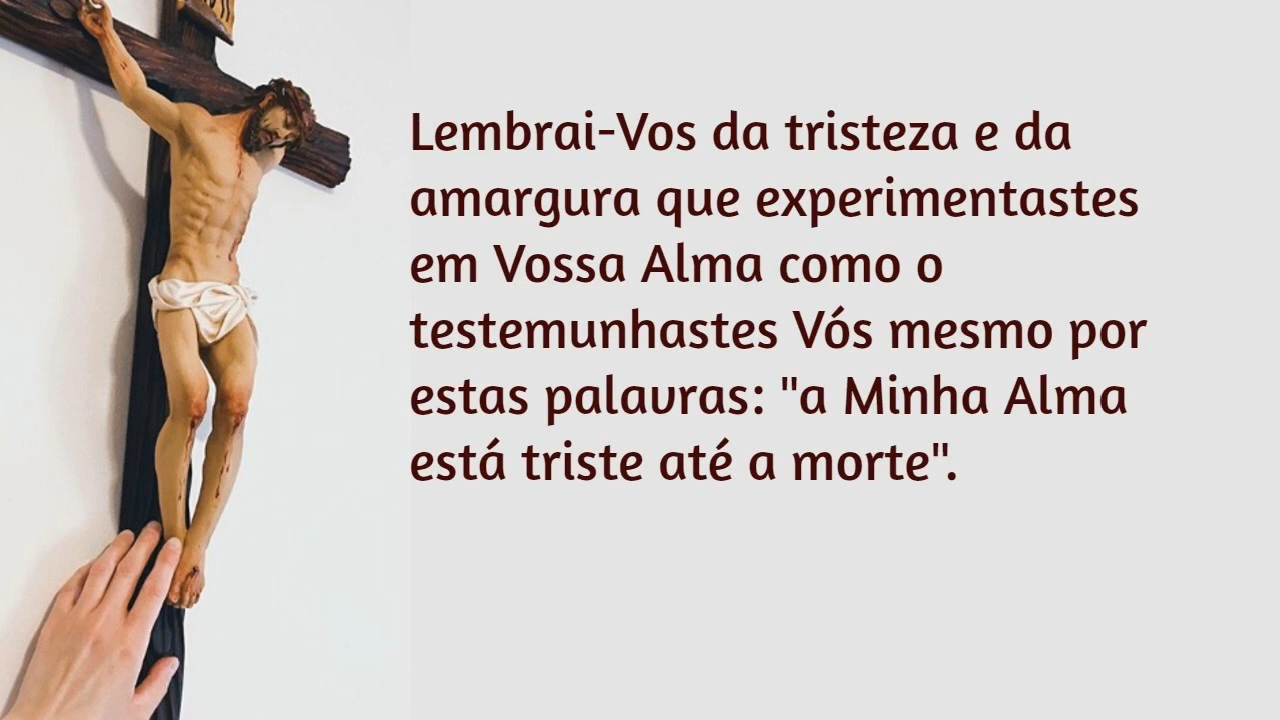 Lembrai-Vos da tristeza e da
amargura que experimentastes
em Vossa Alma como o
testemunhastes Vós mesmo por
estas palavras: "a Minha Alma
está triste até a morte".